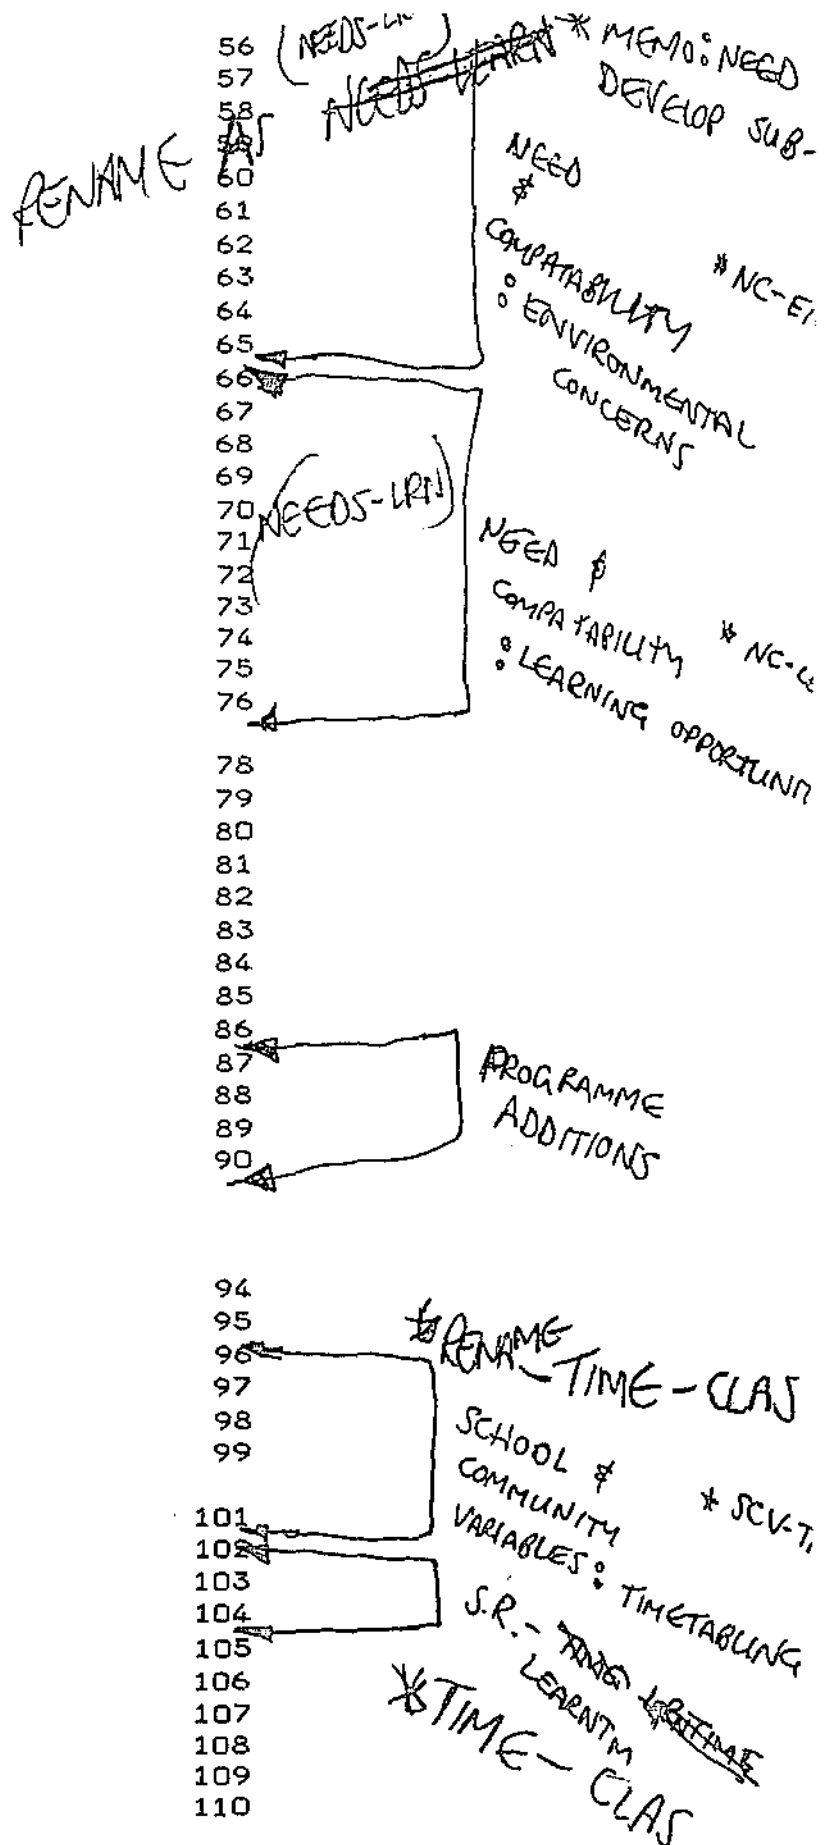 56 (NEEDS-LRN) * MEMO: NEED
57 NEEDS-LEARN DEVELOP SUB-
58
RENAME AS
59
60 NEED
61 &
62 COMPATABILITY * NC-
63 : ENVIRONMENTAL
64 CONCERNS
65
66
67
68
69
70 (NEEDS-LRN)
71 NEED &
72 COMPATABILITY * NC-
73 : LEARNING OPPORTUNI
74
75
76
78
79
80
81
82
83
84
85
86
87 PROGRAMME
88 ADDITIONS
89
90
94
95 * RENAME
96 -TIME-CLAS
97
98 SCHOOL &
99 COMMUNITY * SCV-T
101 VARIABLES: TIMETABLING
102
103
104 S.R.-
105 LEARNTM
106 * TIME-CLAS
107
108
109
110